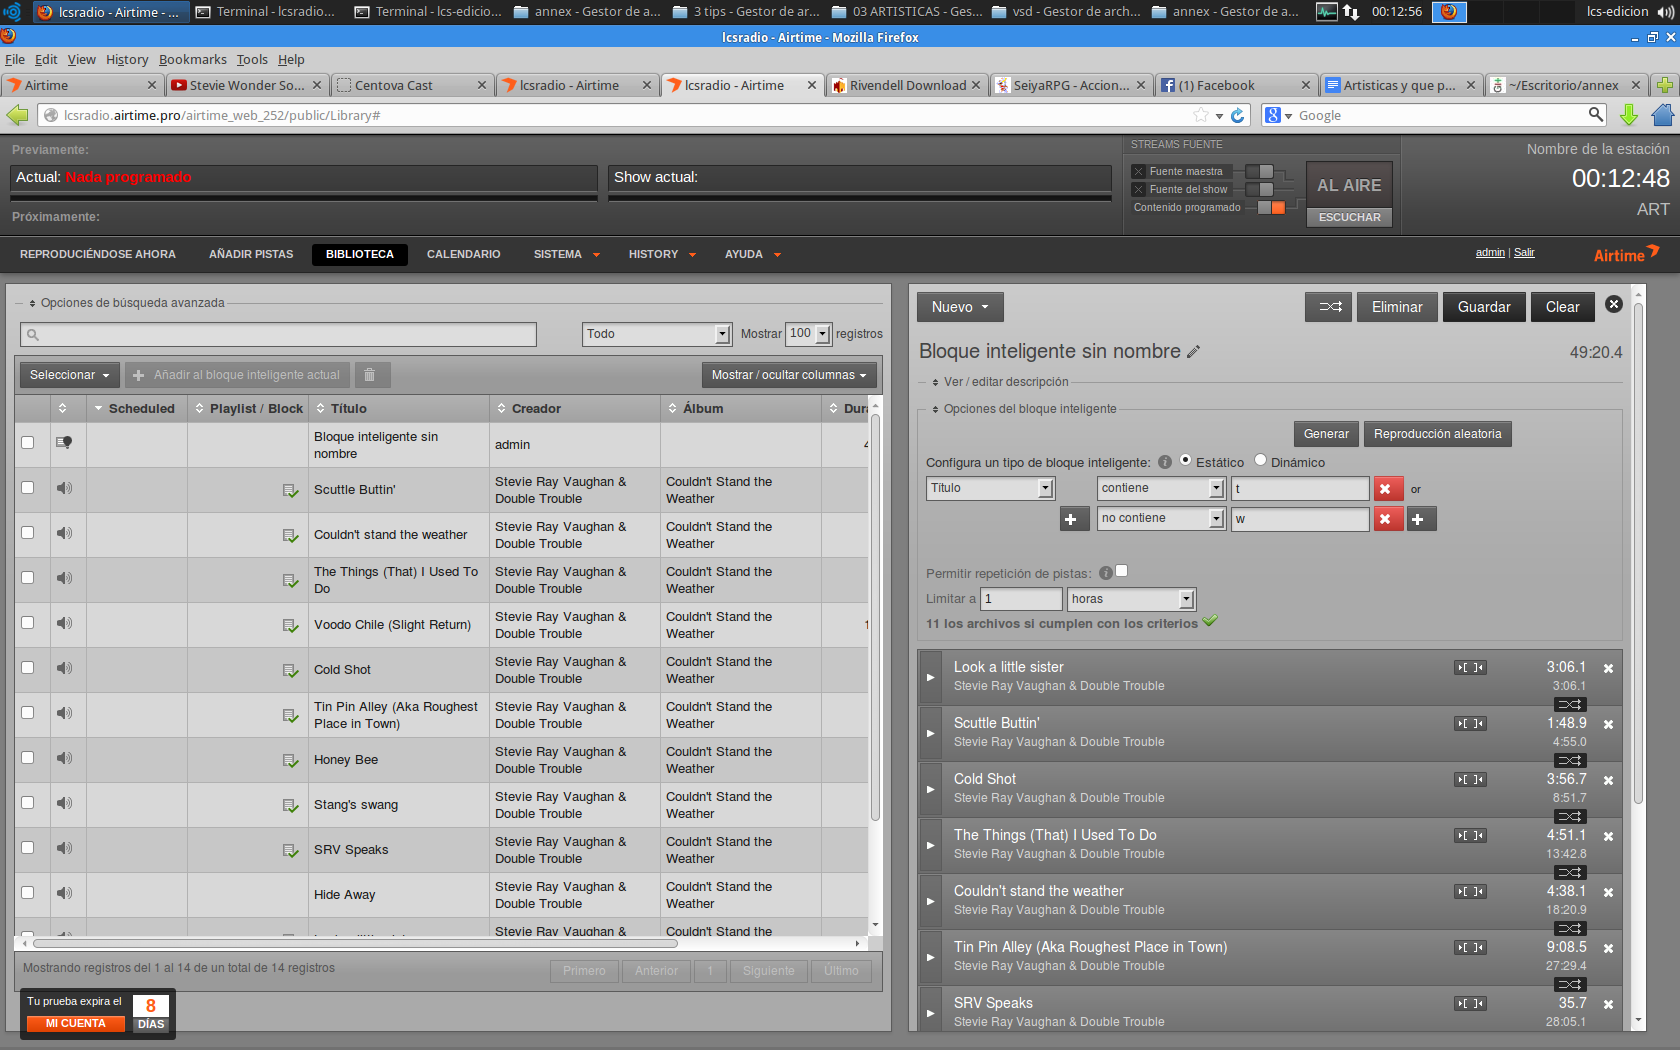 lcsradio - Airtime - ...
Terminal - lcsradio...
Terminal - lcs-edicio...
annex - Gestor de a...
3 tips - Gestor de ar...
03 ARTISTICAS - Ges...
vsd - Gestor de arch...
annex - Gestor de a...
00:12:56
lcs-edicion
lcsradio - Airtime - Mozilla Firefox
File Edit View History Bookmarks Tools Help
Airtime
Stevie Wonder So...
Centova Cast
lcsradio - Airtime
lcsradio - Airtime
Rivendell Download
SeiyaRPG - Accion...
(1) Facebook
Artisticas y que p...
~/Escritorio/annex
lcsradio.airtime.pro/airtime_web_252/public/Library#
Google
Previamente:
Actual: Nada programado
Show actual:
Próximamente:
STREAMS FUENTE
Fuente maestra
Fuente del show
Contenido programado
AL AIRE
ESCUCHAR
Nombre de la estación
00:12:48
ART
REPRODUCIÉNDOSE AHORA
AÑADIR PISTAS
BIBLIOTECA
CALENDARIO
SISTEMA
HISTORY
AYUDA
admin | Salir
Airtime
Opciones de búsqueda avanzada
Todo
Mostrar 100 registros
Seleccionar
Añadir al bloque inteligente actual
Mostrar / ocultar columnas
Scheduled Playlist / Block Título Creador Álbum Dura
Bloque inteligente sin
nombre
admin
4
Scuttle Buttin'
Stevie Ray Vaughan &
Double Trouble
Couldn't Stand the
Weather
Couldn't stand the weather
Stevie Ray Vaughan &
Double Trouble
Couldn't Stand the
Weather
The Things (That) I Used To
Do
Stevie Ray Vaughan &
Double Trouble
Couldn't Stand the
Weather
Voodo Chile (Slight Return)
Stevie Ray Vaughan &
Double Trouble
Couldn't Stand the
Weather
1
Cold Shot
Stevie Ray Vaughan &
Double Trouble
Couldn't Stand the
Weather
Tin Pin Alley (Aka Roughest
Place in Town)
Stevie Ray Vaughan &
Double Trouble
Couldn't Stand the
Weather
Honey Bee
Stevie Ray Vaughan &
Double Trouble
Couldn't Stand the
Weather
Stang's swang
Stevie Ray Vaughan &
Double Trouble
Couldn't Stand the
Weather
SRV Speaks
Stevie Ray Vaughan &
Double Trouble
Couldn't Stand the
Weather
Hide Away
Stevie Ray Vaughan &
Double Trouble
Couldn't Stand the
Weather
Stevie Ray Vaughan &
Couldn't Stand the
Mostrando registros del 1 al 14 de un total de 14 registros
Primero Anterior 1 Siguiente Último
Tu prueba expira el
MI CUENTA
8
DÍAS
Nuevo
Eliminar
Guardar
Clear
Bloque inteligente sin nombre
49:20.4
Ver / editar descripción
Opciones del bloque inteligente
Generar
Reproducción aleatoria
Configura un tipo de bloque inteligente: Estático Dinámico
Título contiene t or
no contiene w
Permitir repetición de pistas:
Limitar a 1 horas
11 los archivos si cumplen con los criterios
Look a little sister 3:06.1
Stevie Ray Vaughan & Double Trouble 3:06.1
Scuttle Buttin' 1:48.9
Stevie Ray Vaughan & Double Trouble 4:55.0
Cold Shot 3:56.7
Stevie Ray Vaughan & Double Trouble 8:51.7
The Things (That) I Used To Do 4:51.1
Stevie Ray Vaughan & Double Trouble 13:42.8
Couldn't stand the weather 4:38.1
Stevie Ray Vaughan & Double Trouble 18:20.9
Tin Pin Alley (Aka Roughest Place in Town) 9:08.5
Stevie Ray Vaughan & Double Trouble 27:29.4
SRV Speaks 35.7
Stevie Ray Vaughan & Double Trouble 28:05.1